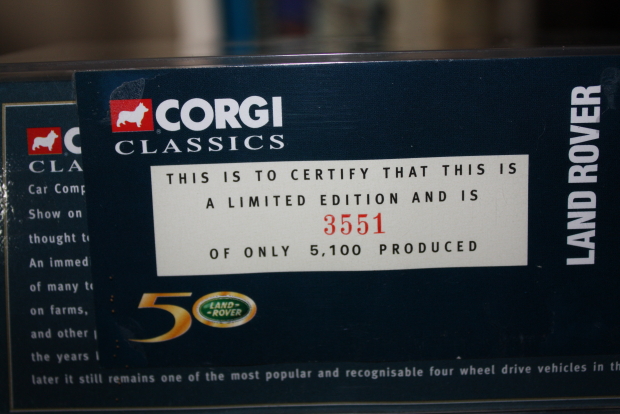 CORGI
CLASSICS
THIS IS TO CERTIFY THAT THIS IS
A LIMITED EDITION AND IS
3551
OF ONLY 5,100 PRODUCED
50
LAND-
ROVER
LAND ROVER
C
CLA
Car Comp
Show on
thought t
An immed
of many te
on farms,
and other
the years
later it still remains one of the most popular and recognisable four wheel drive vehicles in th